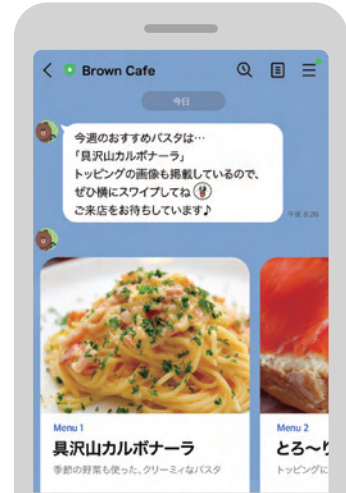 Brown Cafe
今日
今週のおすすめパスタは…
「具沢山カルボナーラ」
トッピングの画像も掲載しているので、
ぜひ横にスワイプしてね
ご来店をお待ちしています♪
午後 8:26
Menu 1
具沢山カルボナーラ
季節の野菜も使った、クリーミィなパスタ
Menu 2
とろ～り
トッピングに